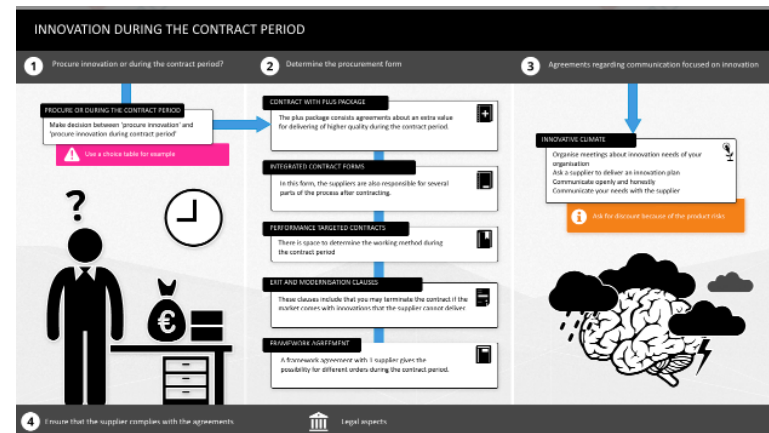 INNOVATION DURING THE CONTRACT PERIOD
1 Procure innovation or during the contract period?
2 Determine the procurement form
3 Agreements regarding communication focused on innovation
PROCURE OR DURING THE CONTRACT PERIOD
Make decision between 'procure innovation' and
'procure innovation during contract period'
Use a choice table for example
?
€
CONTRACT WITH PLUS PACKAGE
The plus package consists agreements about an extra value
for delivering of higher quality during the contract period.
INTEGRATED CONTRACT FORMS
In this form, the suppliers are also responsible for several
parts of the process after contracting.
PERFORMANCE TARGETED CONTRACTS
There is space to determine the working method during
the contract period
EXIT AND MODERNISATION CLAUSES
These clauses include that you may terminate the contract if the
market comes with innovations that the supplier cannot deliver
FRAMEWORK AGREEMENT
A framework agreement with 1 supplier gives the
possibility for different orders during the contract period.
INNOVATIVE CLIMATE
Organise meetings about innovation needs of your
organisation
Ask a supplier to deliver an innovation plan
Communicate openly and honestly
Communicate your needs with the supplier
Ask for discount because of the product risks
4 Ensure that the supplier complies with the agreements
Legal aspects